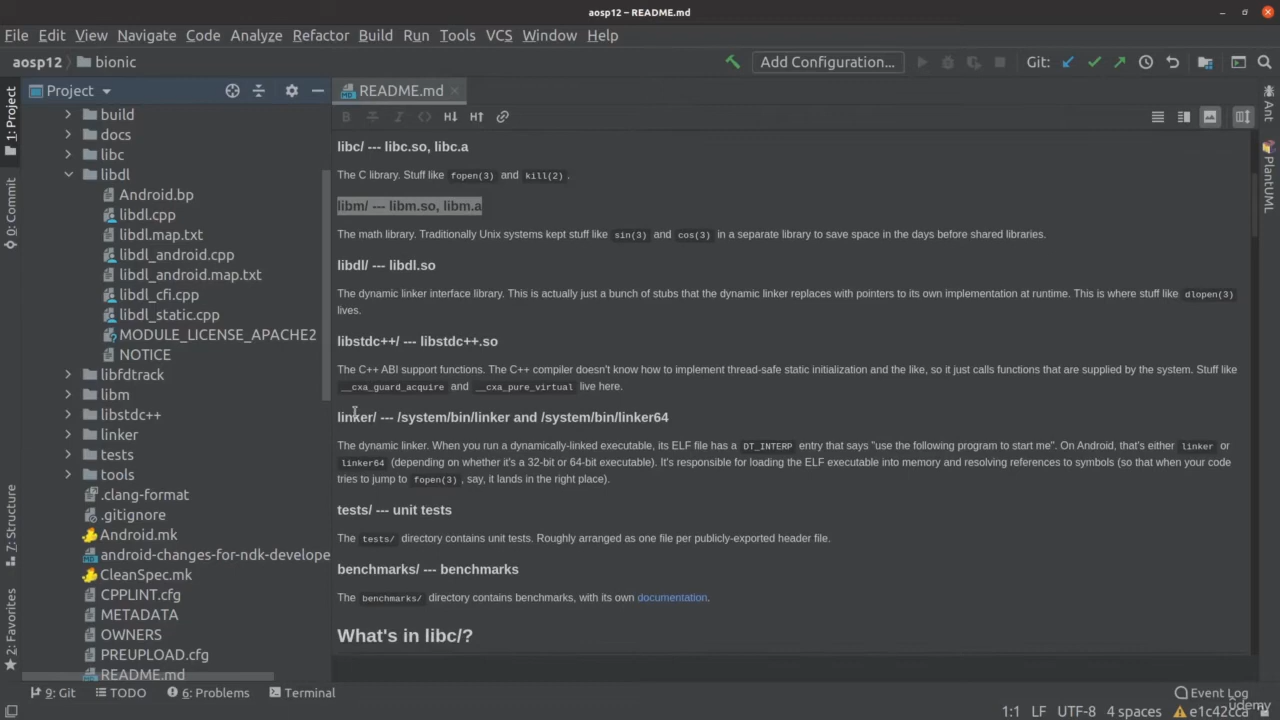 aosp12 – README.md
File Edit View Navigate Code Analyze Refactor Build Run Tools VCS Window Help
aosp12 bionic Add Configuration... Git:
1: Project
0: Commit
7: Structure
2: Favorites
Project
build
docs
libc
libdl
Android.bp
libdl.cpp
libdl.map.txt
libdl_android.cpp
libdl_android.map.txt
libdl_cfi.cpp
libdl_static.cpp
MODULE_LICENSE_APACHE2
NOTICE
libfdtrack
libm
libstdc++
linker
tests
tools
.clang-format
.gitignore
Android.mk
android-changes-for-ndk-develope
CleanSpec.mk
CPPLINT.cfg
METADATA
OWNERS
PREUPLOAD.cfg
README.md
README.md
libc/ --- libc.so, libc.a
The C library. Stuff like fopen(3) and kill(2) .
libm/ --- libm.so, libm.a
The math library. Traditionally Unix systems kept stuff like sin(3) and cos(3) in a separate library to save space in the days before shared libraries.
libdl/ --- libdl.so
The dynamic linker interface library. This is actually just a bunch of stubs that the dynamic linker replaces with pointers to its own implementation at runtime. This is where stuff like dlopen(3)
lives.
libstdc++/ --- libstdc++.so
The C++ ABI support functions. The C++ compiler doesn't know how to implement thread-safe static initialization and the like, so it just calls functions that are supplied by the system. Stuff like
__cxa_guard_acquire and __cxa_pure_virtual live here.
linker/ --- /system/bin/linker and /system/bin/linker64
The dynamic linker. When you run a dynamically-linked executable, its ELF file has a DT_INTERP entry that says "use the following program to start me". On Android, that's either linker or
linker64 (depending on whether it's a 32-bit or 64-bit executable). It's responsible for loading the ELF executable into memory and resolving references to symbols (so that when your code
tries to jump to fopen(3) , say, it lands in the right place).
tests/ --- unit tests
The tests/ directory contains unit tests. Roughly arranged as one file per publicly-exported header file.
benchmarks/ --- benchmarks
The benchmarks/ directory contains benchmarks, with its own documentation.
What's in libc/?
Ant
PlantUML
9: Git TODO 6: Problems Terminal Event Log
1:1 LF UTF-8 4 spaces e1c42cca
udemy